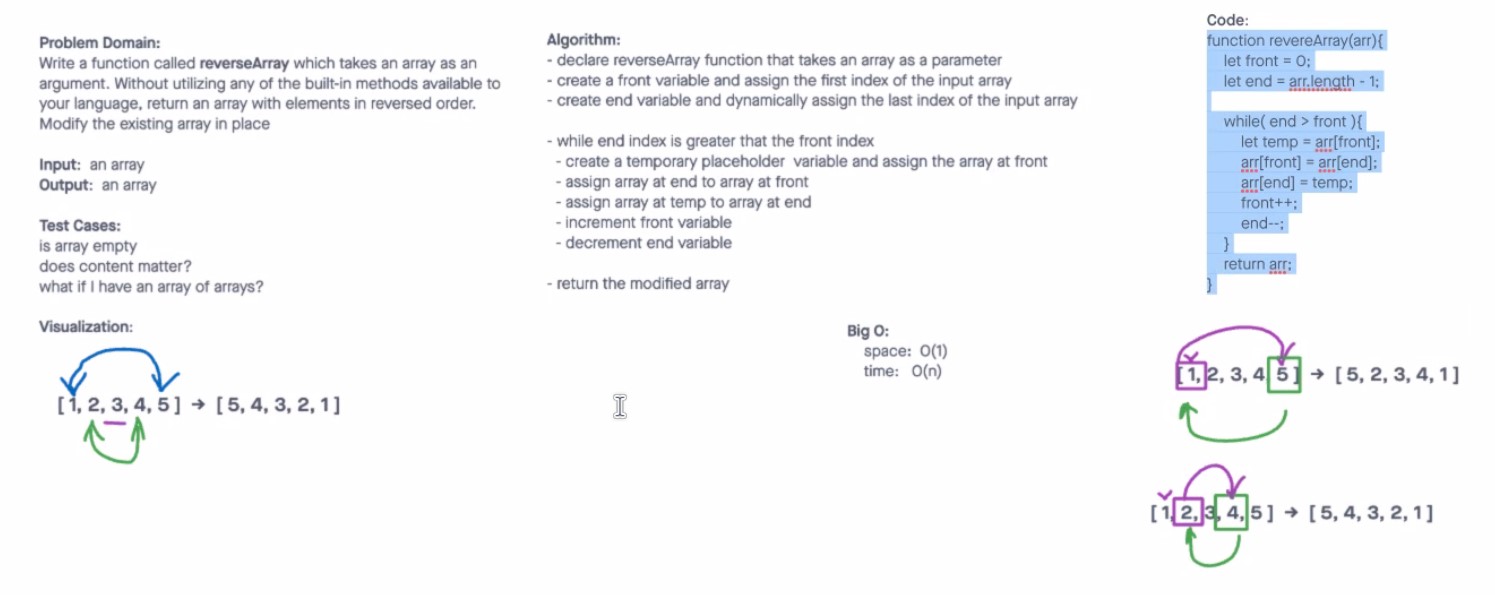 Problem Domain:
Write a function called reverseArray which takes an array as an
argument. Without utilizing any of the built-in methods available to
your language, return an array with elements in reversed order.
Modify the existing array in place
Input: an array
Output: an array
Test Cases:
is array empty
does content matter?
what if I have an array of arrays?
Visualization:
[ 1, 2, 3, 4, 5 ] → [ 5, 4, 3, 2, 1 ]
Algorithm:
- declare reverseArray function that takes an array as a parameter
- create a front variable and assign the first index of the input array
- create end variable and dynamically assign the last index of the input array
- while end index is greater that the front index
- create a temporary placeholder variable and assign the array at front
- assign array at end to array at front
- assign array at temp to array at end
- increment front variable
- decrement end variable
- return the modified array
Big O:
space: O(1)
time: O(n)
Code:
function revereArray(arr){
let front = 0;
let end = arr.length - 1;
while( end > front ){
let temp = arr[front];
arr[front] = arr[end];
arr[end] = temp;
front++;
end--;
}
return arr;
}
[ 1, 2, 3, 4 5 ] → [ 5, 2, 3, 4, 1 ]
[ 1, 2, 3, 4, 5 ] → [ 5, 4, 3, 2, 1 ]